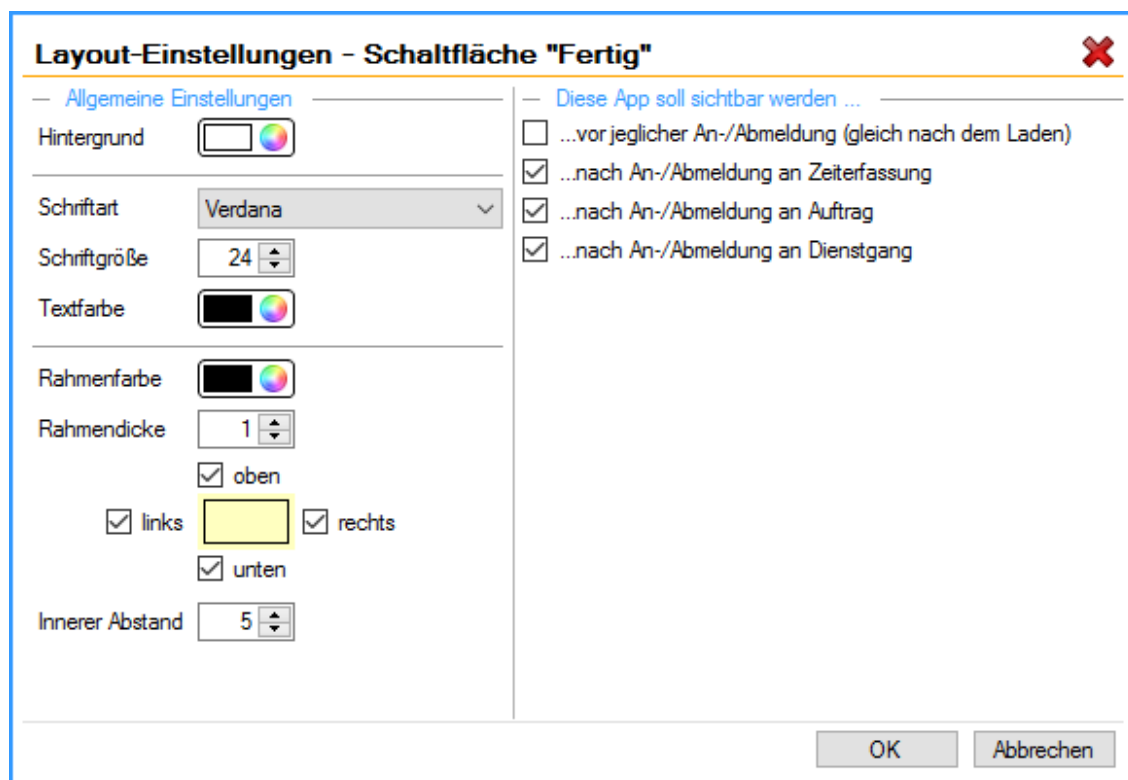 Layout-Einstellungen - Schaltfläche "Fertig"
Allgemeine Einstellungen
Hintergrund
Schriftart Verdana
Schriftgröße 24
Textfarbe
Rahmenfarbe
Rahmendicke 1
oben
links rechts
unten
Innerer Abstand 5
Diese App soll sichtbar werden ...
...vor jeglicher An-/Abmeldung (gleich nach dem Laden)
...nach An-/Abmeldung an Zeiterfassung
...nach An-/Abmeldung an Auftrag
...nach An-/Abmeldung an Dienstgang
OK Abbrechen